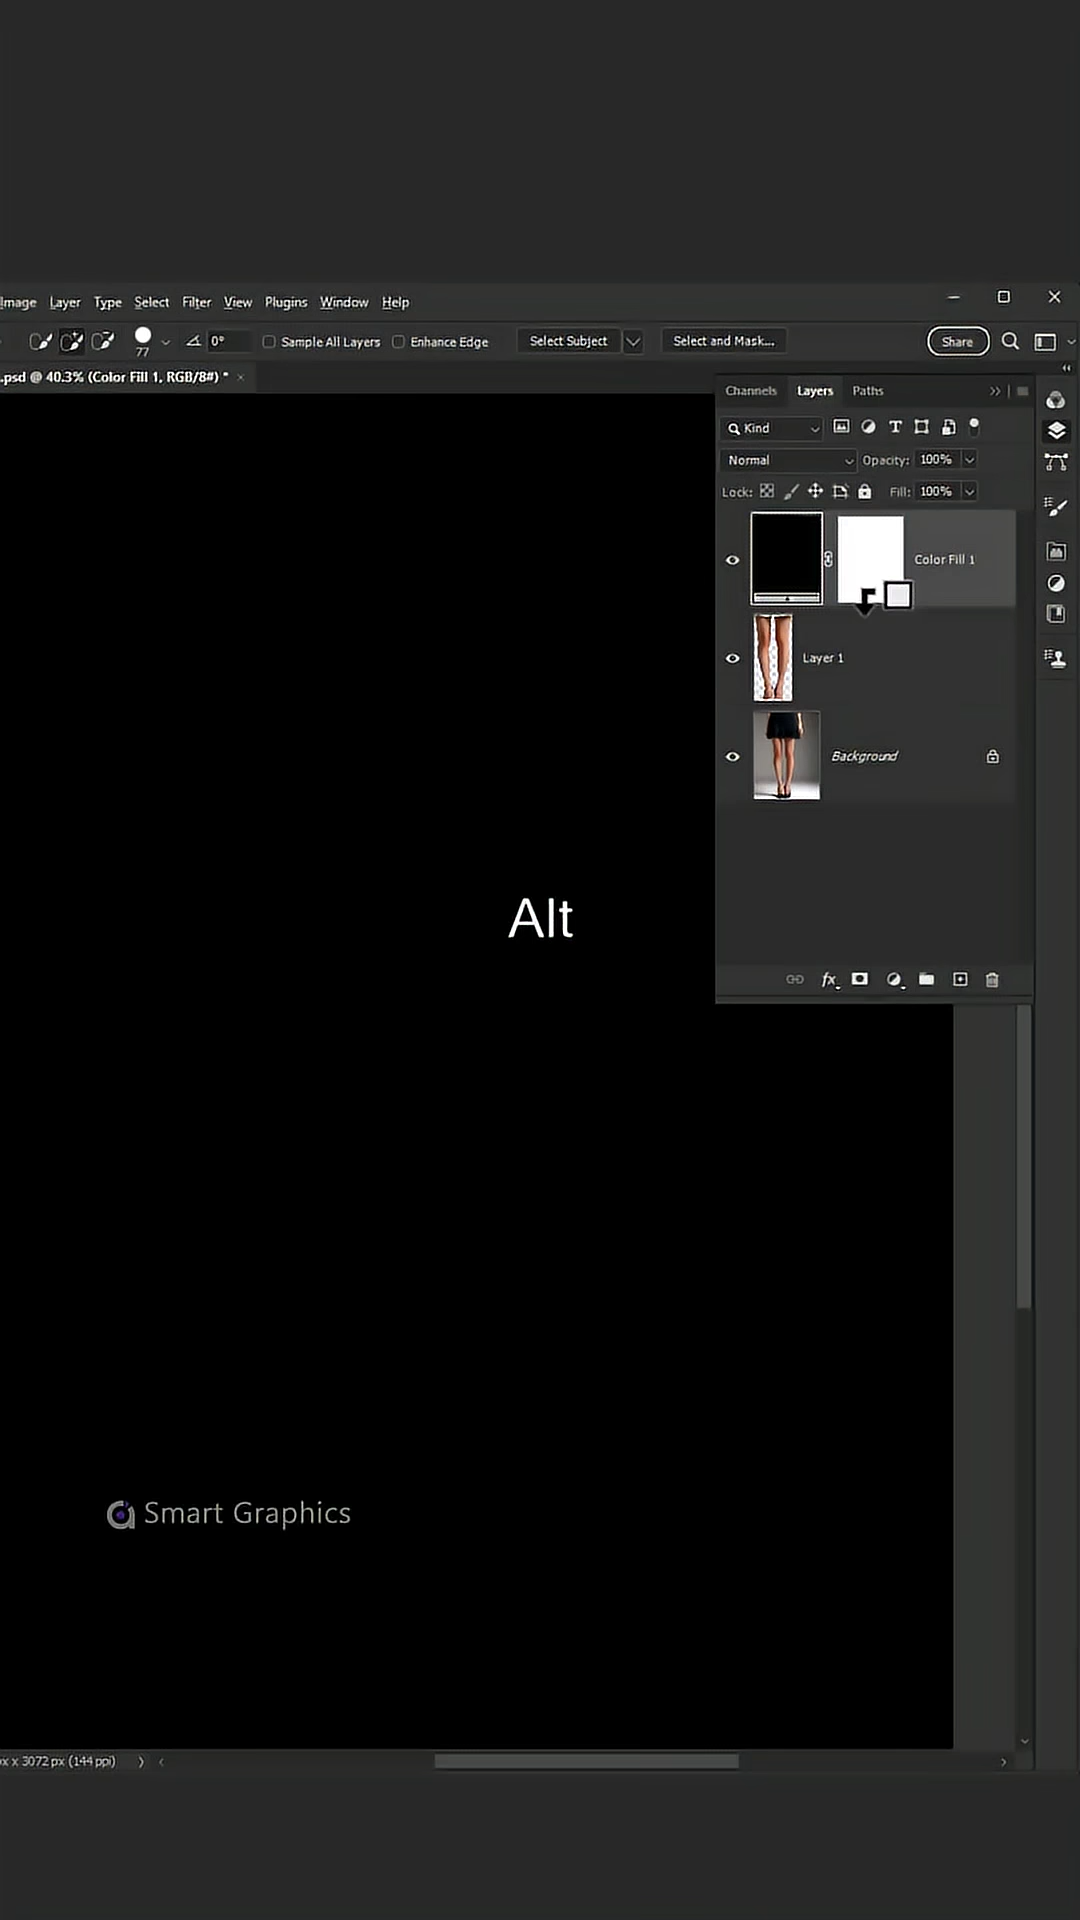 Image Layer Type Select Filter View Plugins Window Help
77 0° Sample All Layers Enhance Edge Select Subject Select and Mask... Share
.psd @ 40.3% (Color Fill 1, RGB/8#) *
Channels Layers Paths
Kind
Normal Opacity: 100%
Lock: Fill: 100%
Color Fill 1
Layer 1
Background
Alt
fx
Smart Graphics
px x 3072 px (144 ppi)